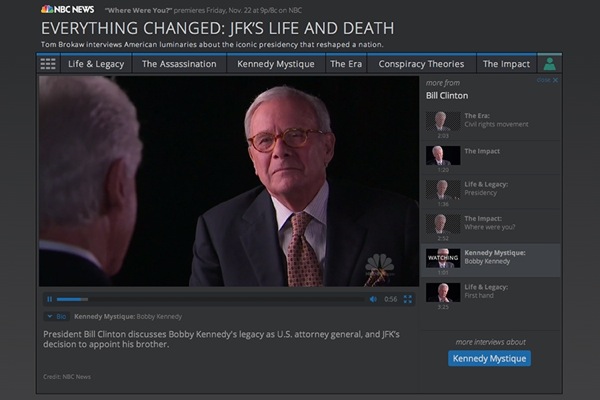 NBC NEWS "Where Were You?" premieres Friday, Nov. 22 at 9p/8c on NBC
EVERYTHING CHANGED: JFK'S LIFE AND DEATH
Tom Brokaw interviews American luminaries about the iconic presidency that reshaped a nation.
Life & Legacy The Assassination Kennedy Mystique The Era Conspiracy Theories The Impact
more from close X
Bill Clinton
The Era:
Civil rights movement
2:03
The Impact
1:20
Life & Legacy:
Presidency
1:36
The Impact:
Where were you?
2:52
Kennedy Mystique:
WATCHING Bobby Kennedy
1:01
Life & Legacy:
First hand
3:25
0:56
Bio Kennedy Mystique: Bobby Kennedy
President Bill Clinton discusses Bobby Kennedy's legacy as U.S. attorney general, and JFK's
decision to appoint his brother.
more interviews about
Kennedy Mystique
Credit: NBC News